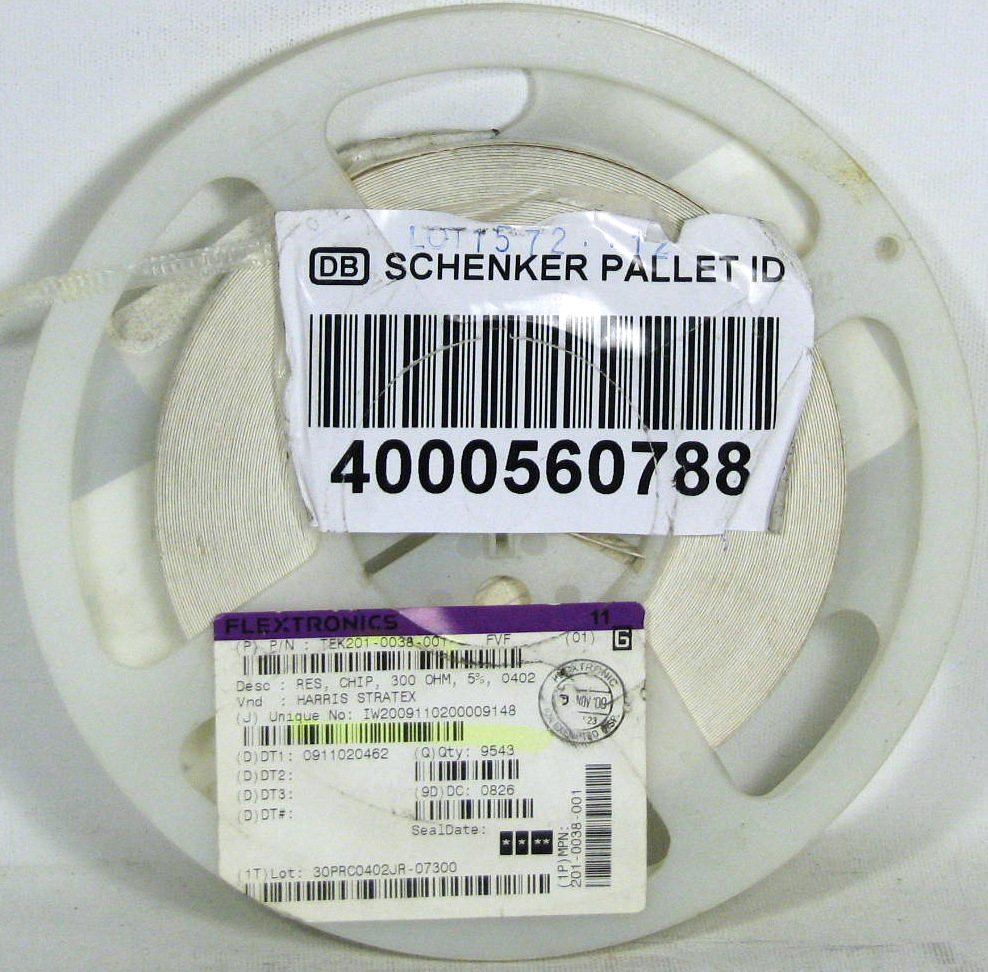 LOT1572..12
DB SCHENKER PALLET ID
4000560788
FLEXTRONICS 11
(P) P/N : TEK201-0038-001 FVF (01) G
Desc : RES, CHIP, 300 OHM, 5%, 0402
Vnd : HARRIS STRATEX
(J) Unique No: IW2009110200009148
NOV '09
(D)DT1: 0911020462 (Q)Qty: 9543
(D)DT2:
(D)DT3: (9D)DC: 0826
(D)DT#:
SealDate:
* * **
(1T)Lot: 30PRC0402JR-07300
(1P)MPN:
201-0038-001